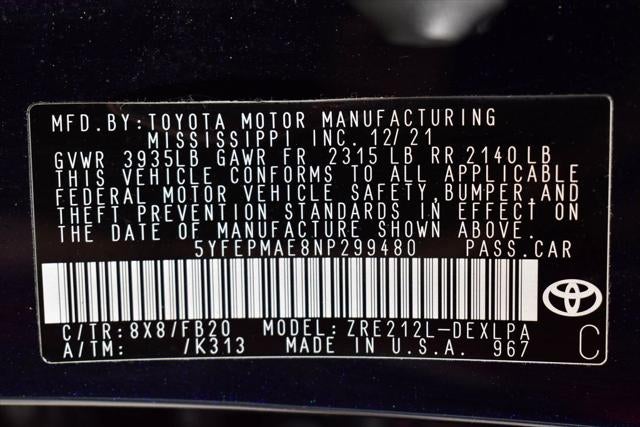 MFD.BY:TOYOTA MOTOR MANUFACTURING
MISSISSIPPI INC. 12/21
GVWR 3935LB GAWR FR 2315 LB RR 2140 LB
THIS VEHICLE CONFORMS TO ALL APPLICABLE
FEDERAL MOTOR VEHICLE SAFETY,BUMPER,AND
THEFT PREVENTION STANDARDS IN EFFECT ON
THE DATE OF MANUFACTURE SHOWN ABOVE.
5YFEPMAE8NP299480 PASS.CAR
C/TR:8X8/FB20 MODEL: ZRE212L-DEXLPA
A/TM: /K313 MADE IN U.S.A. 967 C